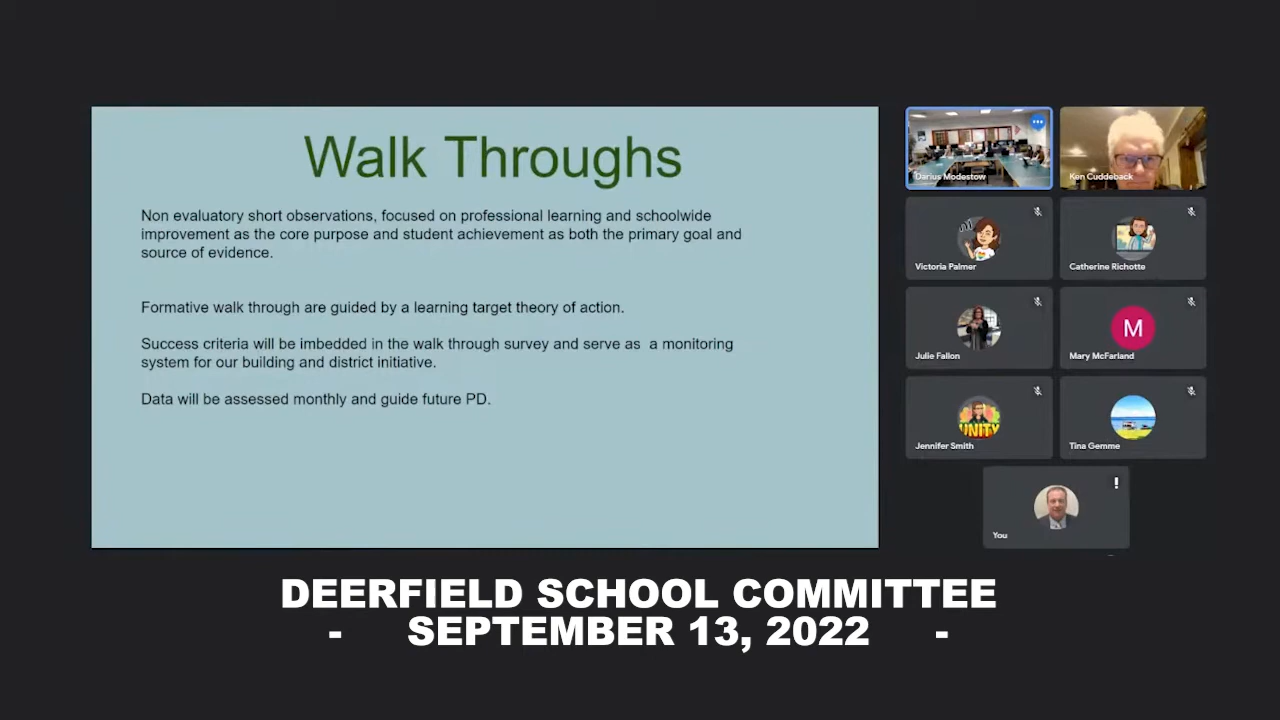 Walk Throughs
Non evaluatory short observations, focused on professional learning and schoolwide
improvement as the core purpose and student achievement as both the primary goal and
source of evidence.
Formative walk through are guided by a learning target theory of action.
Success criteria will be imbedded in the walk through survey and serve as a monitoring
system for our building and district initiative.
Data will be assessed monthly and guide future PD.
Darius Modestow
Ken Cuddeback
Victoria Palmer
Catherine Richotte
Julie Fallon
M
Mary McFarland
UNITY
Jennifer Smith
Tina Gemme
You
DEERFIELD SCHOOL COMMITTEE
- SEPTEMBER 13, 2022 -